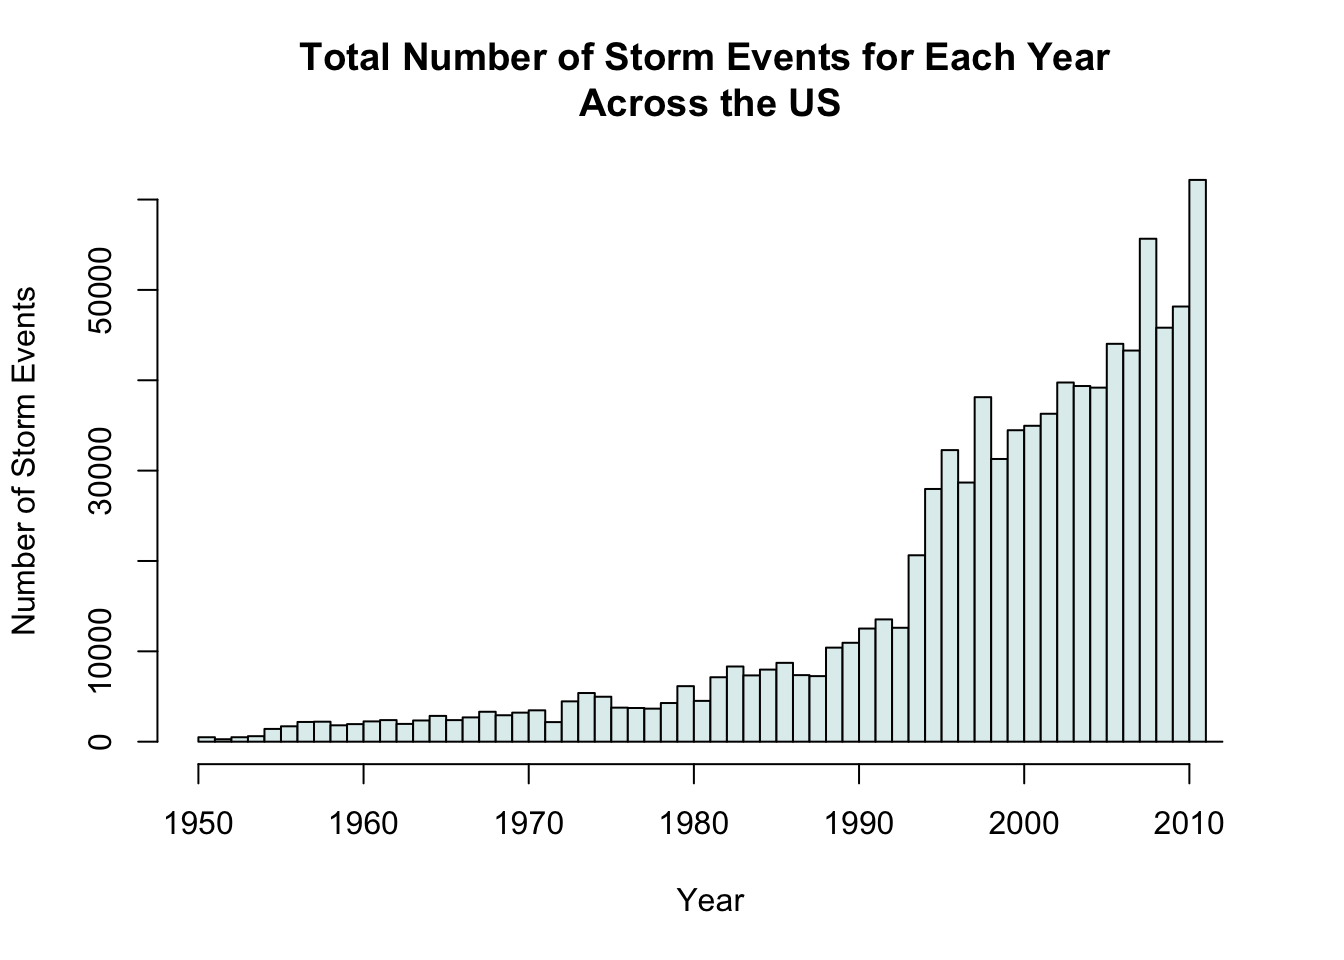 Total Number of Storm Events for Each Year
Across the US
Number of Storm Events
50000
30000
10000
0
1950 1960 1970 1980 1990 2000 2010
Year